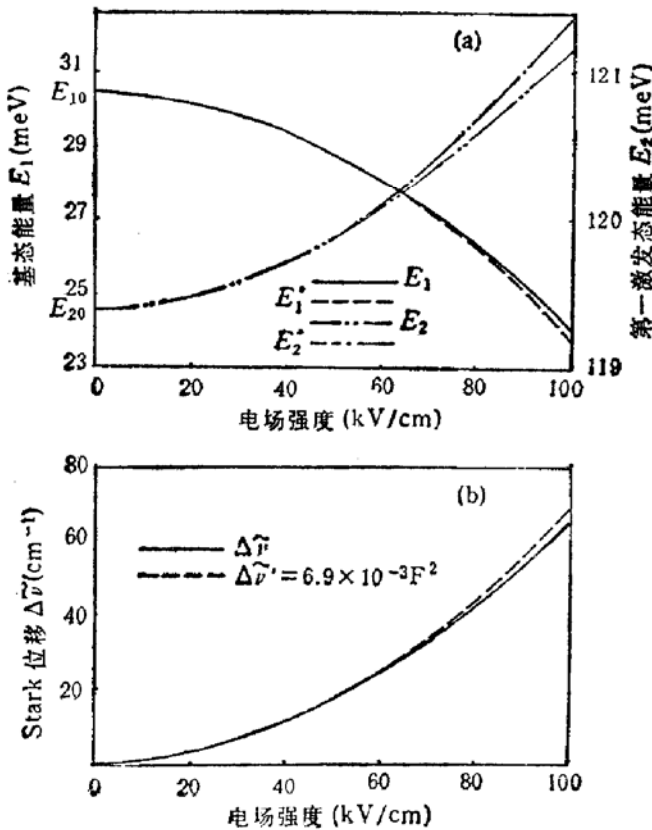 (a)
31
E₁₀
29
27
25
E₂₀
23
基态能量 E₁(meV)
121
120
119
第一激发态能量 E₂(meV)
E₁
E₁*
E₂
E₂*
0 20 40 60 80 100
电场强度 (kV/cm)
(b)
80
60
40
20
Stark 位移 Δν̃(cm⁻¹)
Δν̃
Δν̃' = 6.9×10⁻³F²
0 20 40 60 80 100
电场强度 (kV/cm)